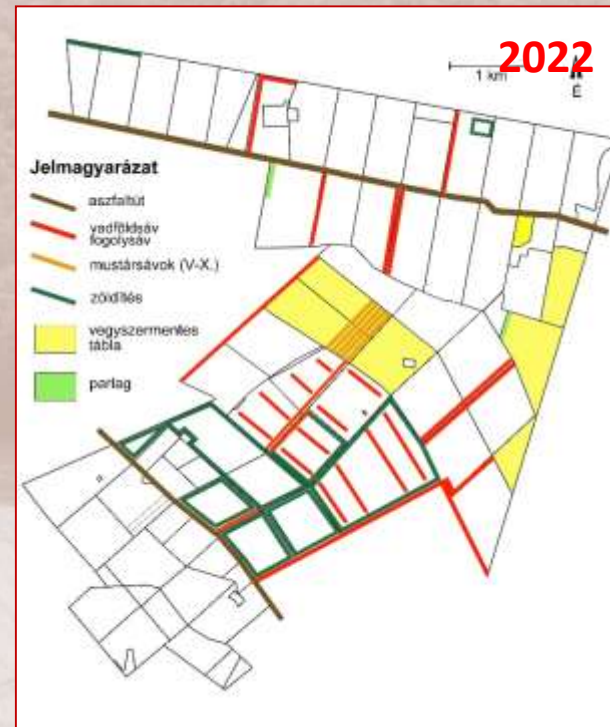 2022
1 km
É
Jelmagyarázat
aszfaltút
vadföldsáv
fogolysáv
mustársávok (V-X.)
zöldítés
vegyszermentes
tábla
parlag